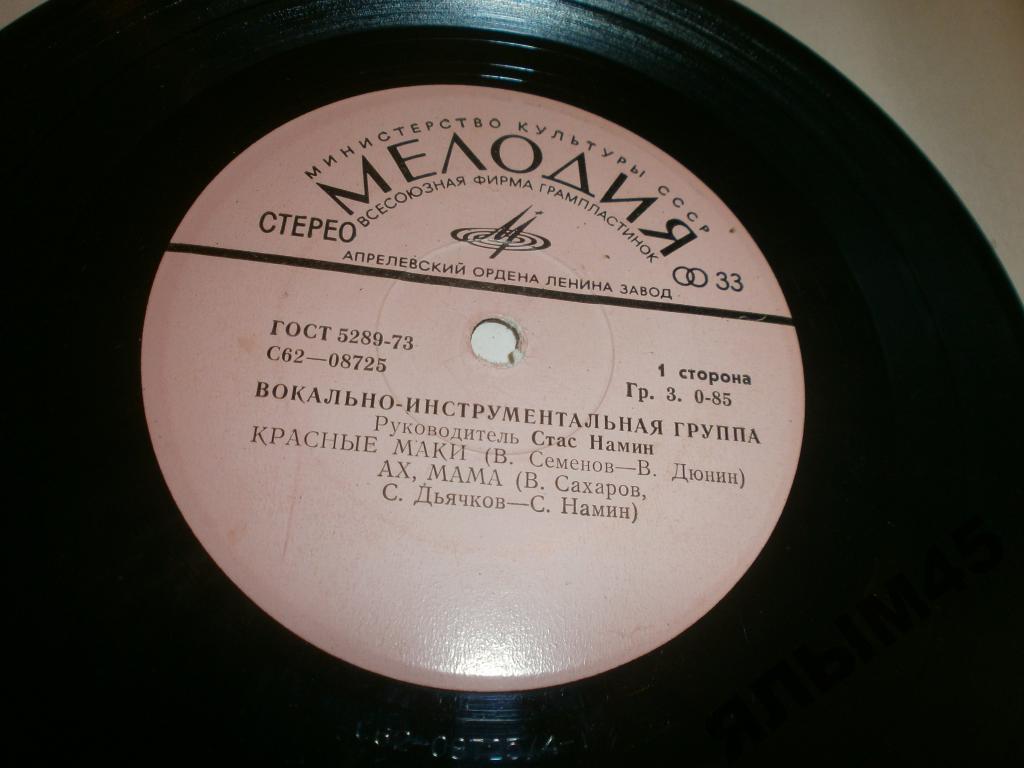 МИНИСТЕРСТВО КУЛЬТУРЫ СССР
МЕЛОДИЯ
ВСЕСОЮЗНАЯ ФИРМА ГРАМПЛАСТИНОК
СТЕРЕО
АПРЕЛЕВСКИЙ ОРДЕНА ЛЕНИНА ЗАВОД
33
ГОСТ 5289-73
С62—08725
1 сторона
Гр. 3. 0-85
ВОКАЛЬНО-ИНСТРУМЕНТАЛЬНАЯ ГРУППА
Руководитель Стас Намин
КРАСНЫЕ МАКИ (В. Семенов—В. Дюнин)
АХ, МАМА (В. Сахаров,
С. Дьячков—С. Намин)
ЯЛЫМ45